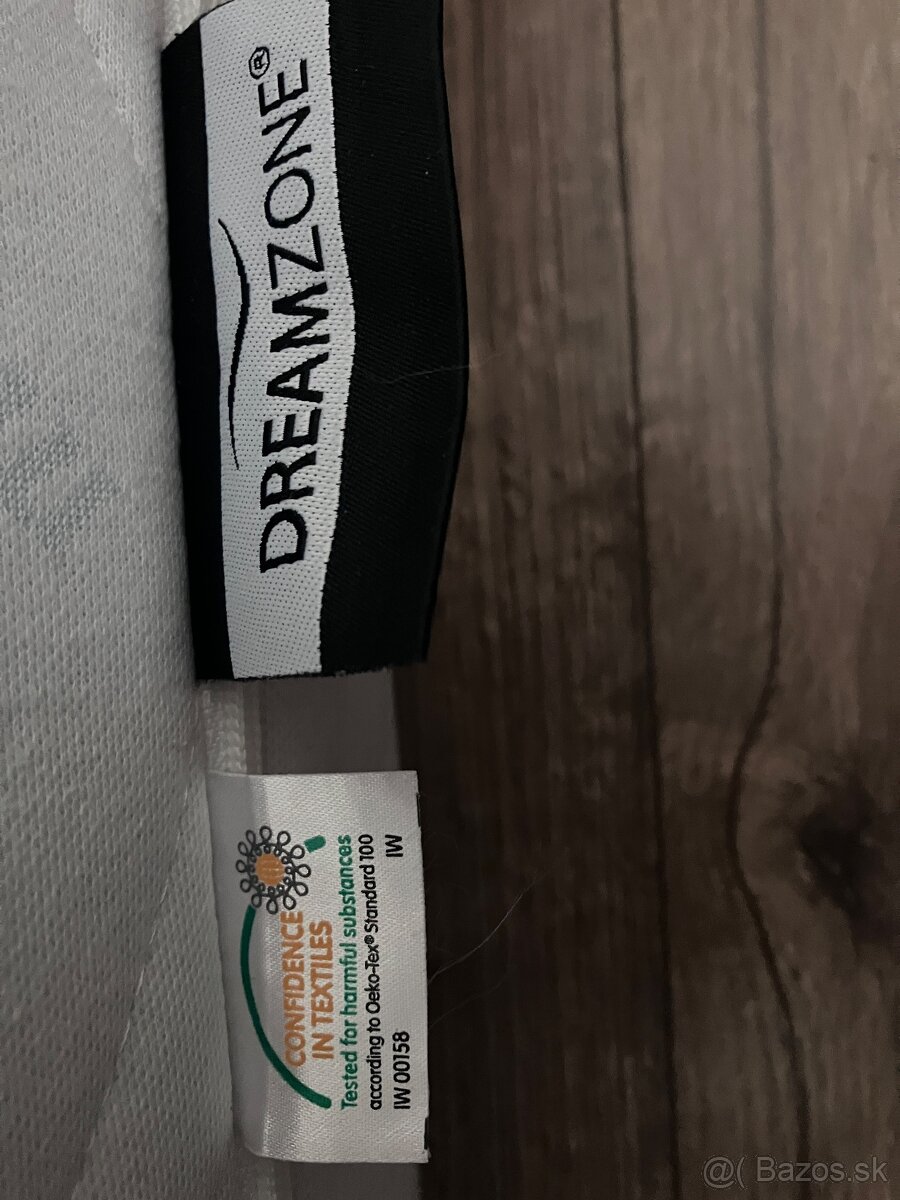 DREAMZONE®
CONFIDENCE
IN TEXTILES
Tested for harmful substances
according to Oeko-Tex® Standard 100
IW 00158 IW
@( Bazos.sk